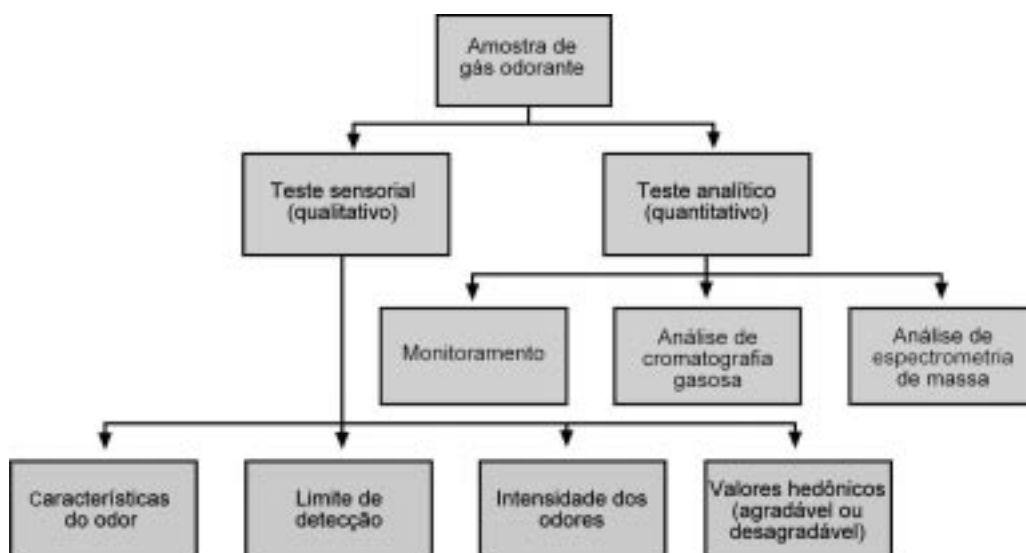 Amostra de
gás odorante
Teste sensorial
(qualitativo)
Teste analítico
(quantitativo)
Monitoramento
Análise de
cromatografia
gasosa
Análise de
espectrometria
de massa
Características
do odor
Limite de
detecção
Intensidade dos
odores
Valores hedônicos
(agradável ou
desagradável)